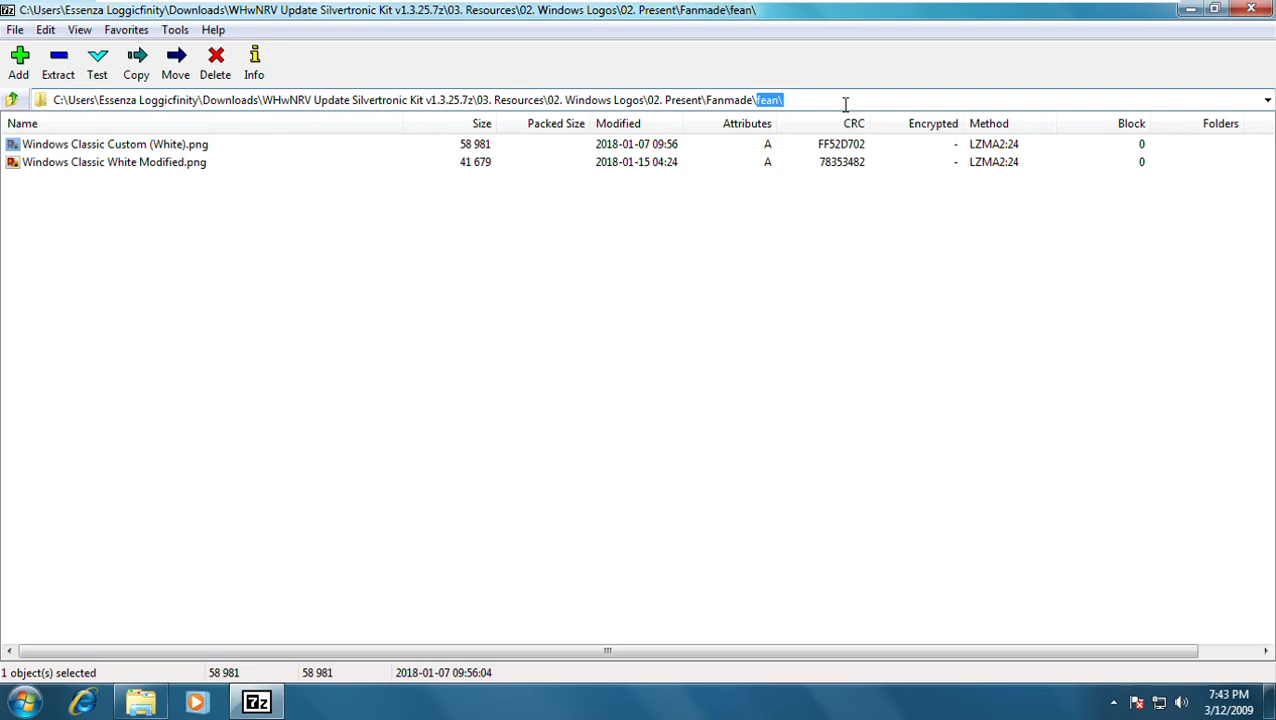 C:\Users\Essenza Loggicfinity\Downloads\WHwNRV Update Silvertronic Kit v1.3.25.7z\03. Resources\02. Windows Logos\02. Present\Fanmade\fean\
File Edit View Favorites Tools Help
Add Extract Test Copy Move Delete Info
C:\Users\Essenza Loggicfinity\Downloads\WHwNRV Update Silvertronic Kit v1.3.25.7z\03. Resources\02. Windows Logos\02. Present\Fanmade\fean\
Name Size Packed Size Modified Attributes CRC Encrypted Method Block Folders
Windows Classic Custom (White).png 58 981 2018-01-07 09:56 A FF52D702 - LZMA2:24 0
Windows Classic White Modified.png 41 679 2018-01-15 04:24 A 78353482 - LZMA2:24 0
1 object(s) selected 58 981 58 981 2018-01-07 09:56:04
7z 7:43 PM
3/12/2009